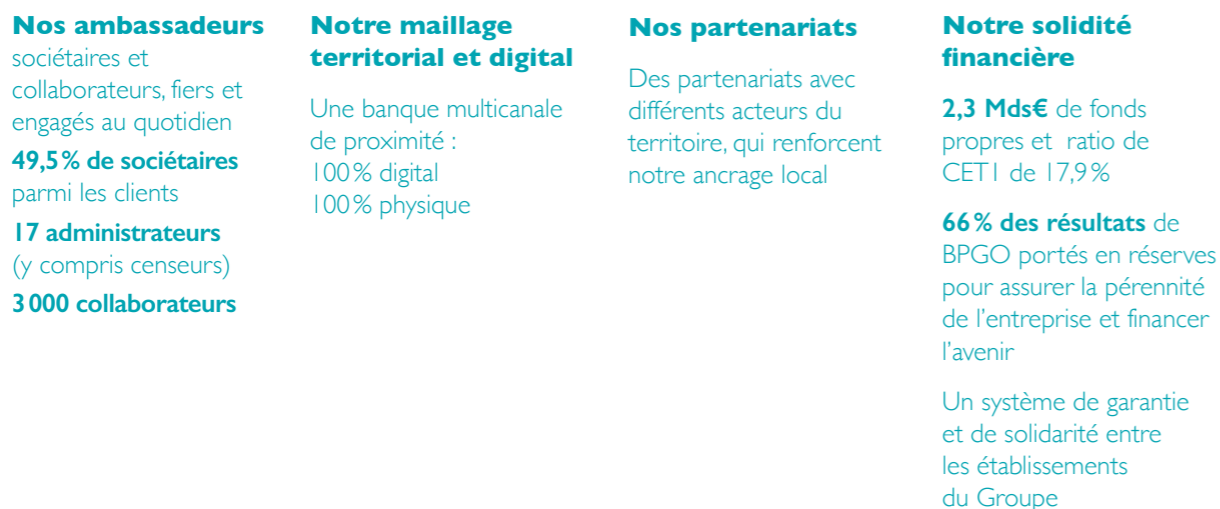 Nos ambassadeurs
sociétaires et
collaborateurs, fiers et
engagés au quotidien
49,5% de sociétaires
parmi les clients
17 administrateurs
(y compris censeurs)
3000 collaborateurs
Notre maillage
territorial et digital
Une banque multicanale
de proximité :
100% digital
100% physique
Nos partenariats
Des partenariats avec
différents acteurs du
territoire, qui renforcent
notre ancrage local
Notre solidité
financière
2,3 Mds€ de fonds
propres et ratio de
CET1 de 17,9%
66% des résultats de
BPGO portés en réserves
pour assurer la pérennité
de l’entreprise et financer
l’avenir
Un système de garantie
et de solidarité entre
les établissements
du Groupe